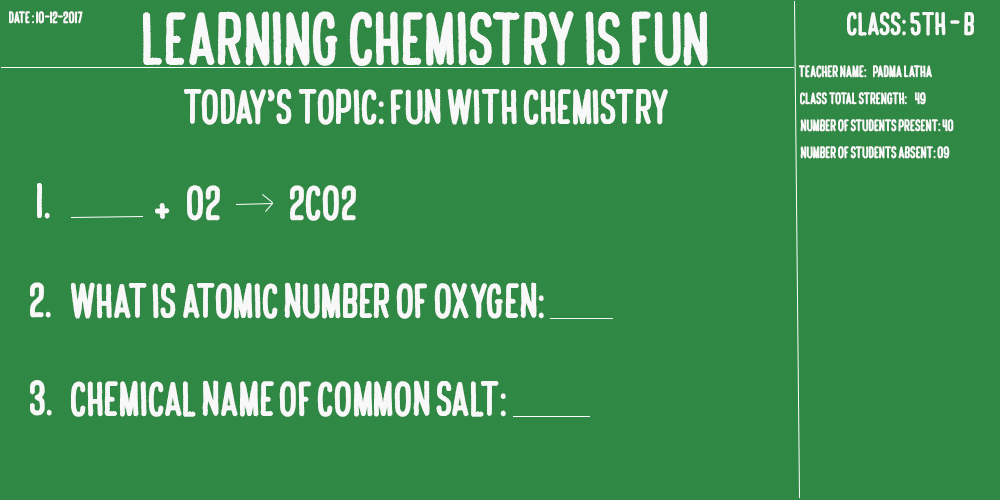 DATE :10-12-2017
LEARNING CHEMISTRY IS FUN
CLASS: 5TH - B
TEACHER NAME: PADMA LATHA
CLASS TOTAL STRENGTH: 49
NUMBER OF STUDENTS PRESENT: 40
NUMBER OF STUDENTS ABSENT: 09
TODAY'S TOPIC: FUN WITH CHEMISTRY
1. ____ + O2 → 2CO2
2. WHAT IS ATOMIC NUMBER OF OXYGEN: ____
3. CHEMICAL NAME OF COMMON SALT: ____